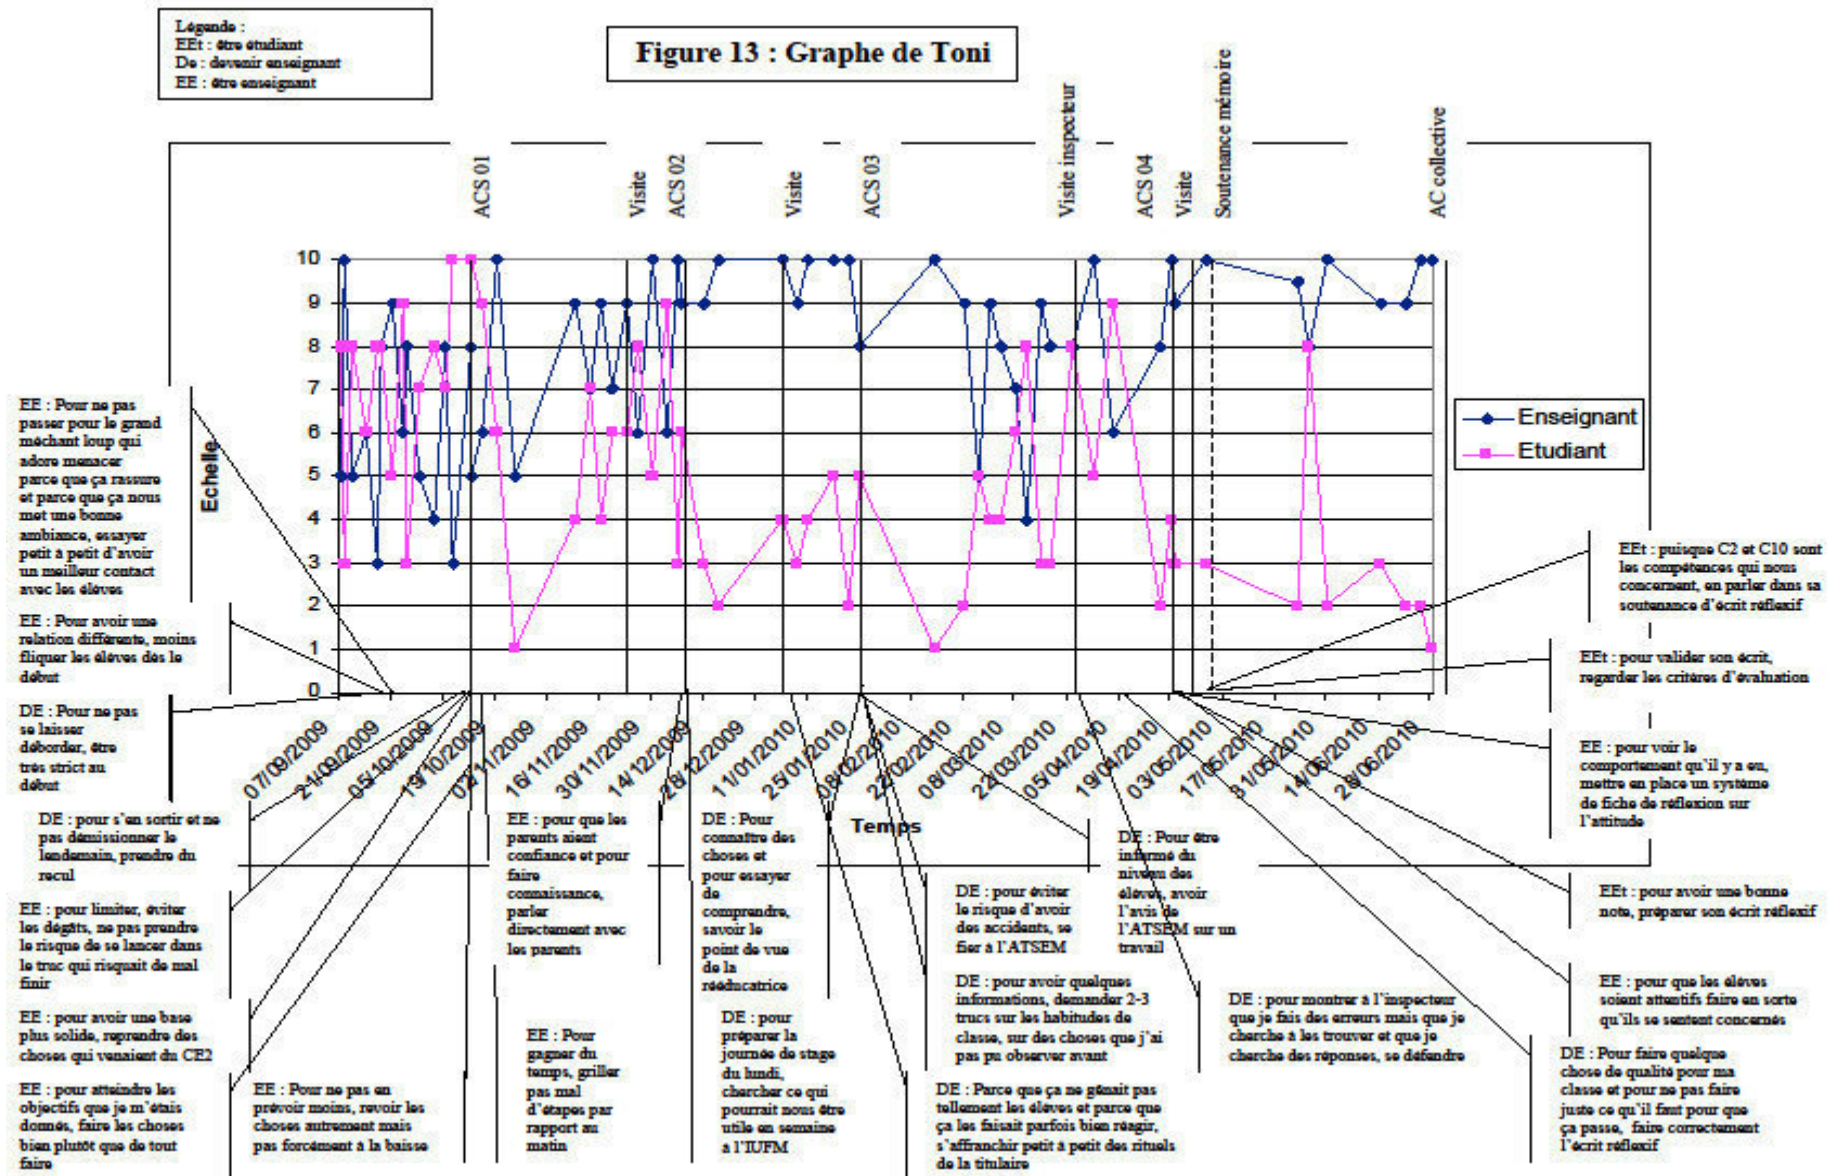 Légende :
EEt : être étudiant
De : devenir enseignant
EE : être enseignant
Figure 13 : Graphe de Toni
ACS 01
Visite
ACS 02
Visite
ACS 03
Visite inspecteur
ACS 04
Visite
Soutenance mémoire
AC collective
10
9
8
7
6
5
4
3
2
1
0
Echelle
Enseignant
Etudiant
07/09/2009
21/09/2009
05/10/2009
19/10/2009
02/11/2009
16/11/2009
30/11/2009
14/12/2009
28/12/2009
11/01/2010
25/01/2010
08/02/2010
22/02/2010
08/03/2010
22/03/2010
05/04/2010
19/04/2010
03/05/2010
17/05/2010
31/05/2010
14/06/2010
28/06/2010
Temps
EE : Pour ne pas
passer pour le grand
méchant loup qui
adore menacer
parce que ça rassure
et parce que ça nous
met une bonne
ambiance, essayer
petit à petit d'avoir
un meilleur contact
avec les élèves
EE : Pour avoir une
relation différente, moins
fliquer les élèves dès le
début
DE : Pour ne pas
se laisser
déborder, être
très strict au
début
DE : pour s'en sortir et ne
pas démissionner le
lendemain, prendre du
recul
EE : pour limiter, éviter
les dégâts, ne pas prendre
le risque de se lancer dans
le truc qui risquait de mal
finir
EE : pour avoir une base
plus solide, reprendre des
choses qui venaient du CE2
EE : pour atteindre les
objectifs que je m'étais
donnés, faire les choses
bien plutôt que de tout
faire
EE : Pour ne pas en
prévoir moins, revoir les
choses autrement mais
pas forcément à la baisse
EE : pour que les
parents aient
confiance et pour
faire
connaissance,
parler
directement avec
les parents
EE : Pour
gagner du
temps, griller
pas mal
d'étapes par
rapport au
matin
DE : Pour
connaître des
choses et
pour essayer
de
comprendre,
savoir le
point de vue
de la
rééducatrice
DE : pour
préparer la
journée de stage
du lundi,
chercher ce qui
pourrait nous être
utile en semaine
a l'IUFM
DE : pour éviter
le risque d'avoir
des accidents, se
fier à l'ATSEM
DE : Pour être
informé du
niveau des
élèves, avoir
l'avis de
l'ATSEM sur un
travail
DE : pour avoir quelques
informations, demander 2-3
trucs sur les habitudes de
classe, sur des choses que j'ai
pas pu observer avant
DE : Parce que ça ne gênait pas
tellement les élèves et parce que
ça les faisait parfois bien réagir,
s'affranchir petit à petit des rituels
de la titulaire
DE : pour montrer à l'inspecteur
que je fais des erreurs mais que je
cherche à les trouver et que je
cherche des réponses, se défendre
EEt : puisque C2 et C10 sont
les compétences qui nous
concernent, en parler dans sa
soutenance d'écrit réflexif
EEt : pour valider son écrit,
regarder les critères d'évaluation
EE : pour voir le
comportement qu'il y a eu,
mettre en place un système
de fiche de réflexion sur
l'attitude
EEt : pour avoir une bonne
note, préparer son écrit réflexif
EE : pour que les élèves
soient attentifs faire en sorte
qu'ils se sentent concernés
DE : Pour faire quelque
chose de qualité pour ma
classe et pour ne pas faire
juste ce qu'il faut pour que
ça passe, faire correctement
l'écrit réflexif